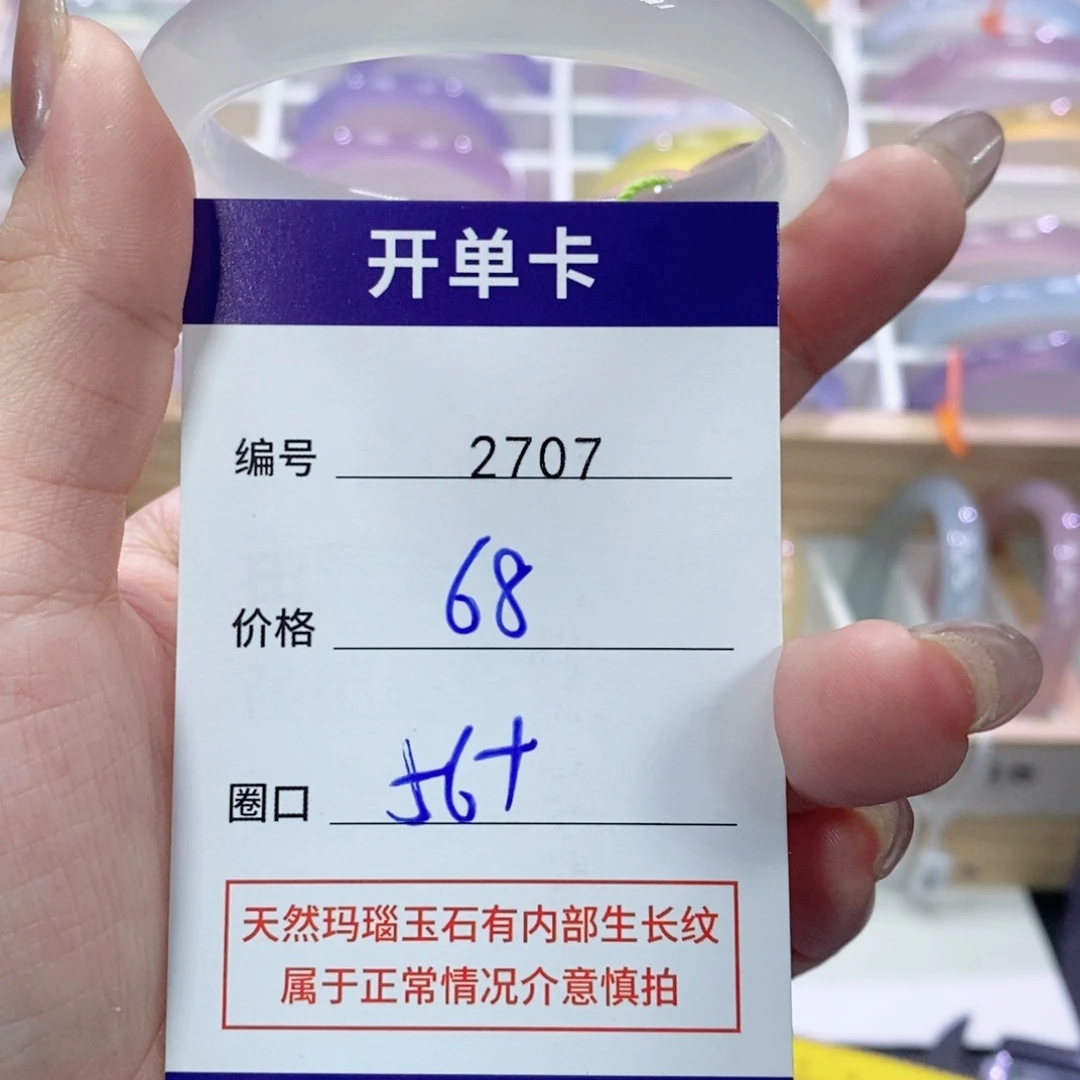 开单卡
编号 2707
价格 68
圈口 56+
天然玛瑙玉石有内部生长纹
属于正常情况介意慎拍